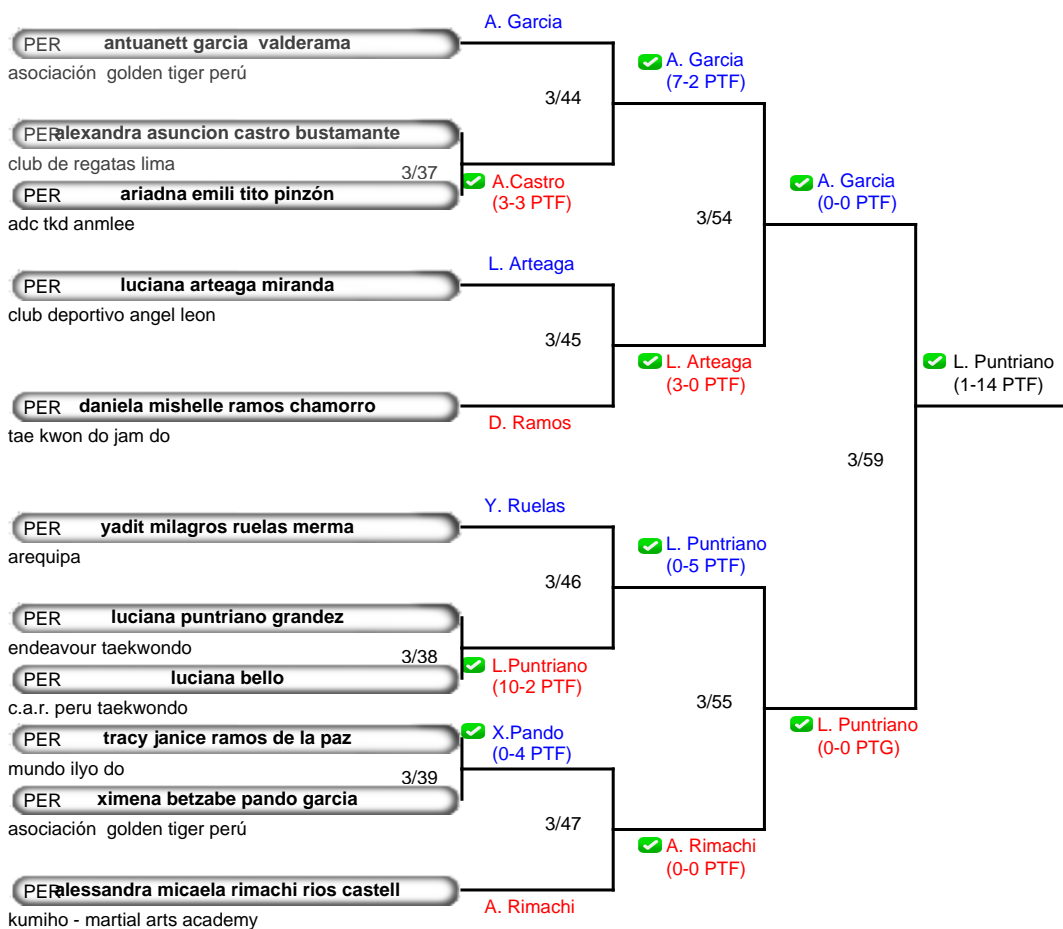 A. Garcia
PER antuanett garcia  valderama
asociación  golden tiger perú
A. Garcia
(7-2 PTF)
3/44
PER alexandra asuncion castro bustamante
club de regatas lima
3/37
A.Castro
(3-3 PTF)
PER ariadna emili tito pinzón
adc tkd anmlee
A. Garcia
(0-0 PTF)
3/54
L. Arteaga
PER luciana arteaga miranda
club deportivo angel leon
3/45
L. Arteaga
(3-0 PTF)
L. Puntriano
(1-14 PTF)
PER daniela mishelle ramos chamorro
D. Ramos
tae kwon do jam do
3/59
Y. Ruelas
PER yadit milagros ruelas merma
arequipa
L. Puntriano
(0-5 PTF)
3/46
PER luciana puntriano grandez
endeavour taekwondo
3/38
L.Puntriano
(10-2 PTF)
PER luciana bello
c.a.r. peru taekwondo
3/55
L. Puntriano
(0-0 PTG)
X.Pando
(0-4 PTF)
PER tracy janice ramos de la paz
mundo ilyo do
3/39
PER ximena betzabe pando garcia
asociación  golden tiger perú
3/47
A. Rimachi
(0-0 PTF)
PER alessandra micaela rimachi rios castell
A. Rimachi
kumiho - martial arts academy